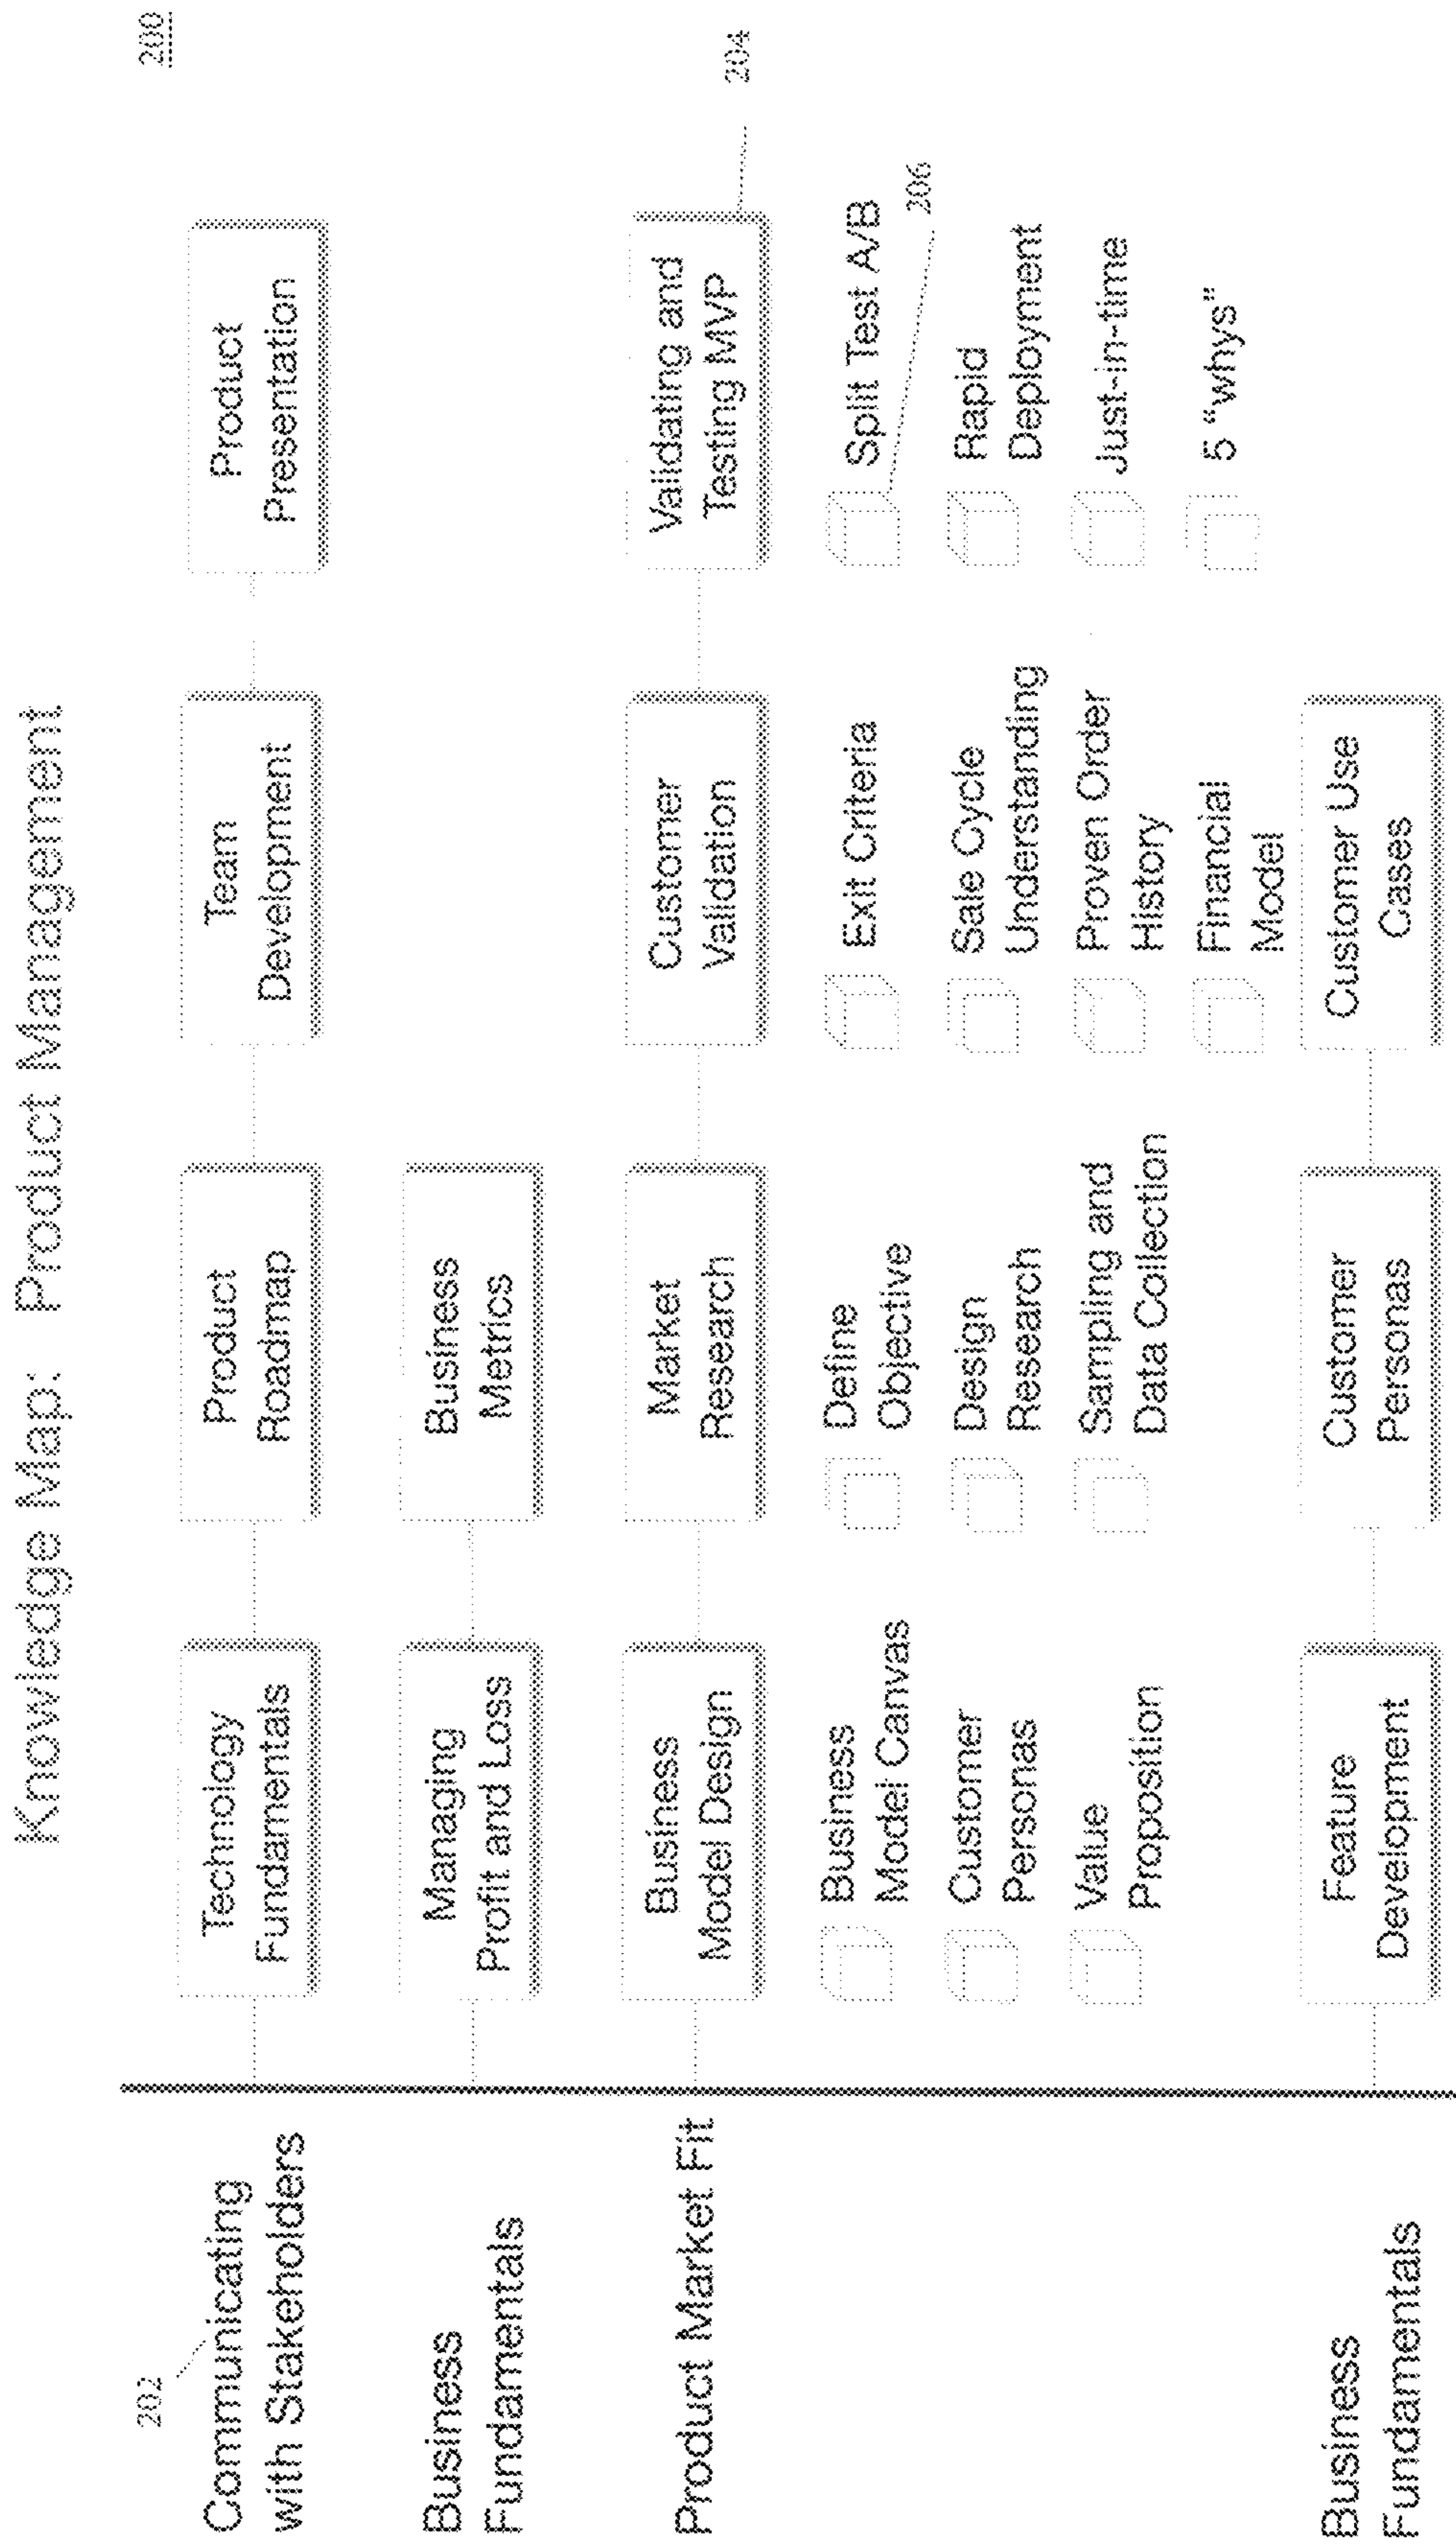 200
Knowledge Map: Product Management
202
Communicating
with Stakeholders
Technology
Fundamentals
Product
Roadmap
Team
Development
Product
Presentation
Business
Fundamentals
Managing
Profit and Loss
Business
Metrics
Product Market Fit
Business
Model Design
Market
Research
Customer
Validation
Validating and
Testing MVP
204
Business
Model Canvas
Customer
Personas
Value
Proposition
Define
Objective
Design
Research
Sampling and
Data Collection
Exit Criteria
Sale Cycle
Understanding
Proven Order
History
Financial
Model
Split Test A/B
206
Rapid
Deployment
Just-in-time
5 “whys”
Business
Fundamentals
Feature
Development
Customer
Personas
Customer Use
Cases